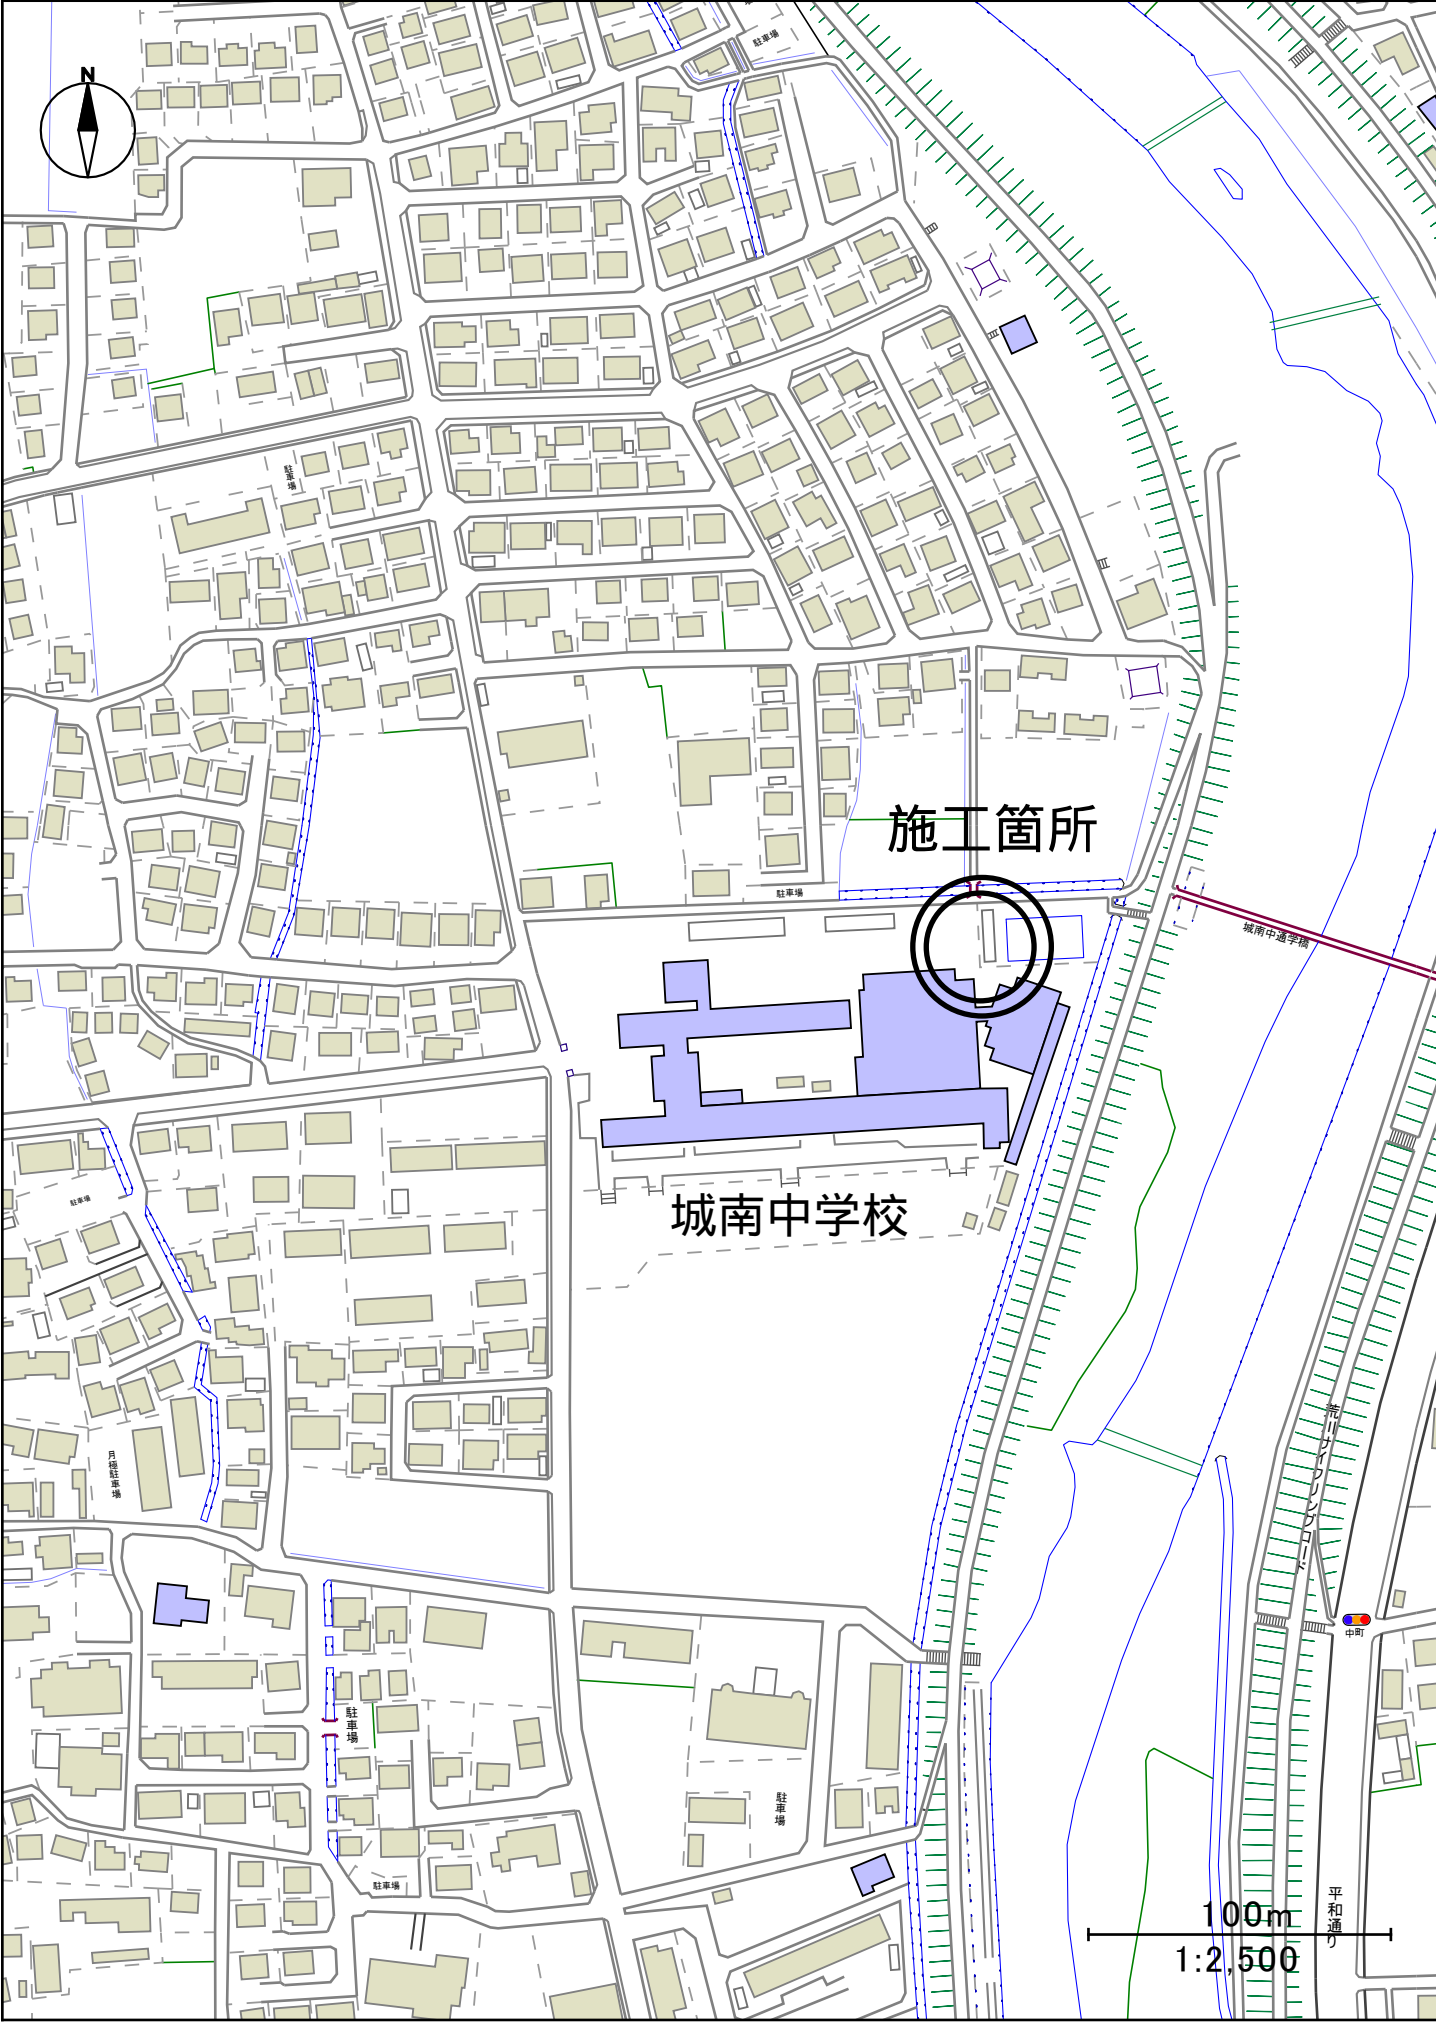 N
駐車場
駐車場
施工箇所
駐車場
城南中通学橋
駐車場
城南中学校
月極駐車場
荒川サイクリングロード
中町
駐車場
駐車場
駐車場
平和通り
100m
1:2,500